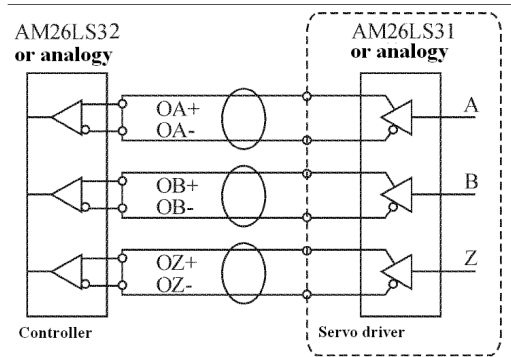 AM26LS32
or analogy
AM26LS31
or analogy
OA+
OA-
A
OB+
OB-
B
OZ+
OZ-
Z
Controller
Servo driver